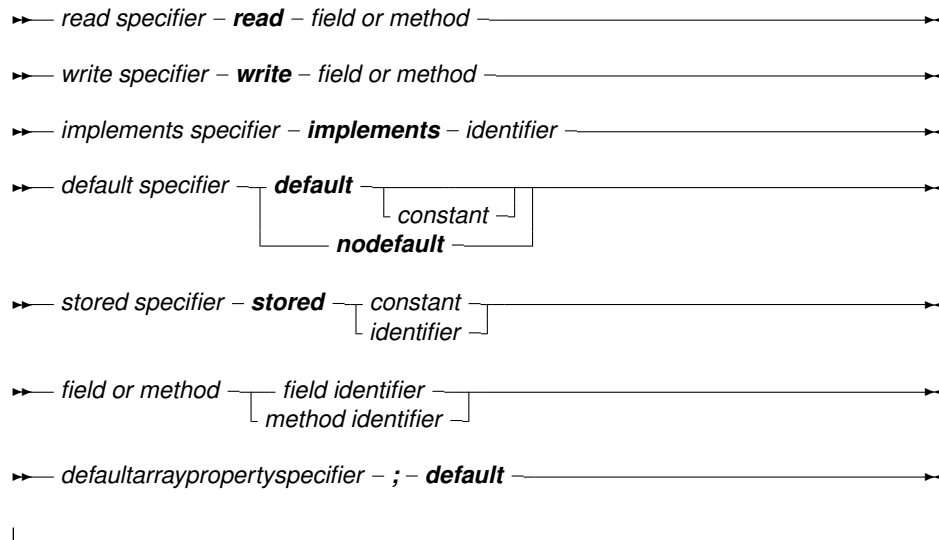 read specifier read field or method
write specifier write field or method
implements specifier implements identifier
default specifier default
constant
nodefault
stored specifier stored constant
identifier
field or method field identifier
method identifier
defaultarraypropertyspecifier ; default